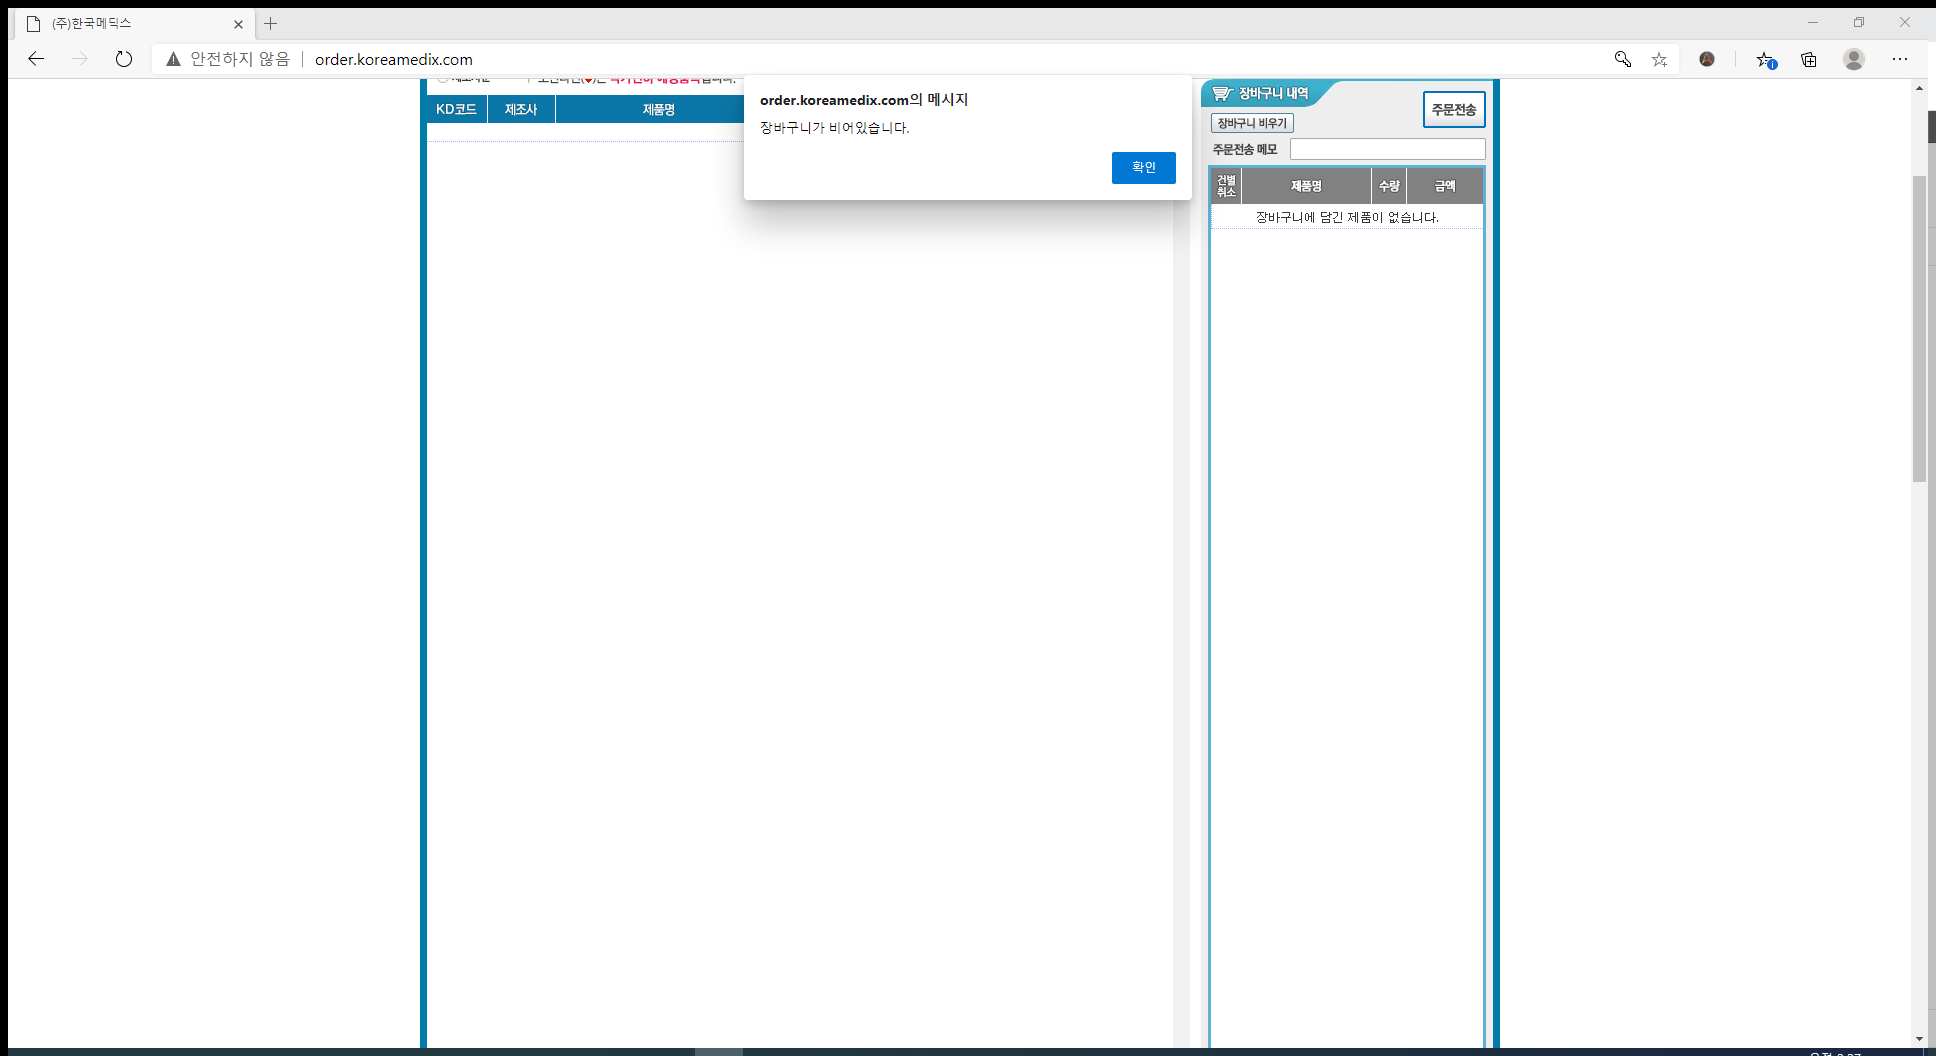 (주)한국메딕스
안전하지 않음 order.koreamedix.com
KD코드 제조사 제품명
order.koreamedix.com의 메시지
장바구니가 비어있습니다.
확인
장바구니 내역
주문전송
장바구니 비우기
주문전송 메모
건별취소 제품명 수량 금액
장바구니에 담긴 제품이 없습니다.